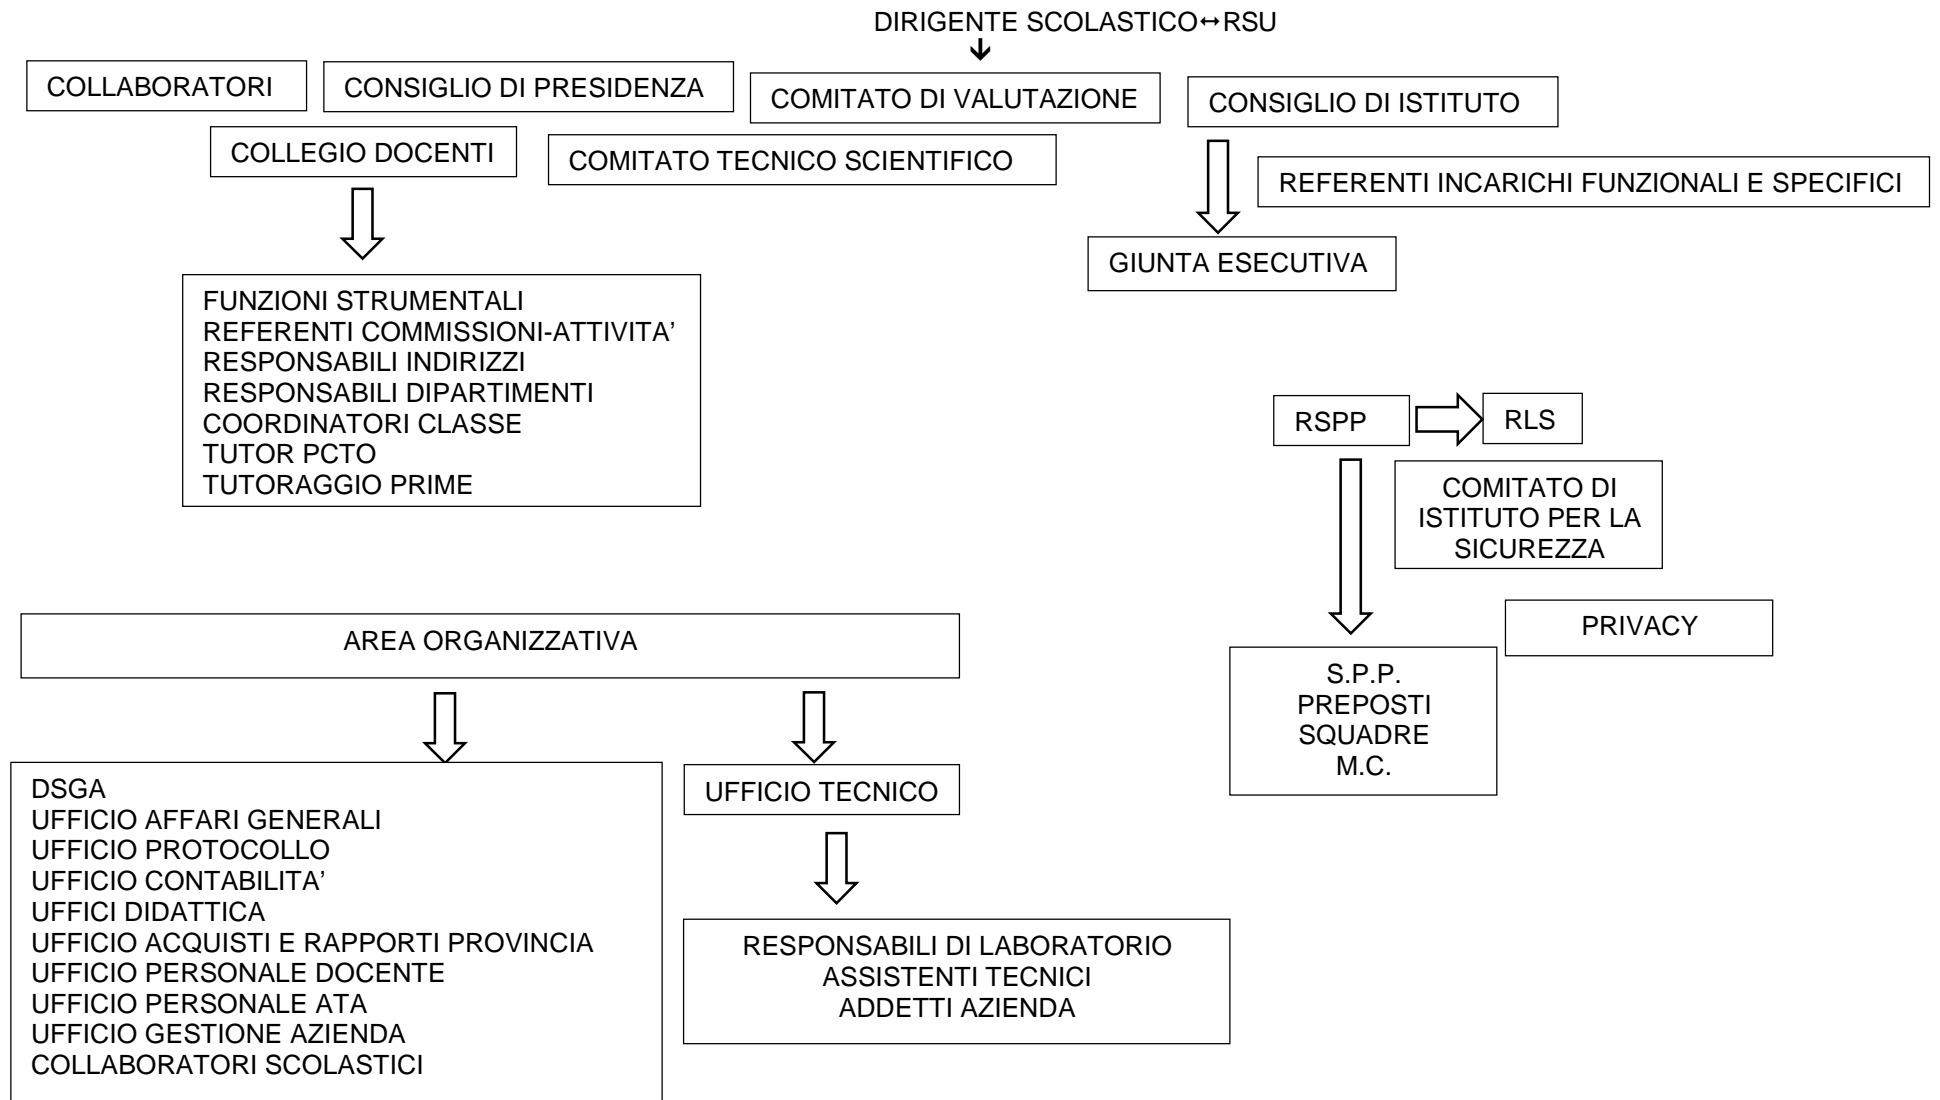 DIRIGENTE SCOLASTICO↔RSU
COLLABORATORI
CONSIGLIO DI PRESIDENZA
COMITATO DI VALUTAZIONE
CONSIGLIO DI ISTITUTO
COLLEGIO DOCENTI
COMITATO TECNICO SCIENTIFICO
REFERENTI INCARICHI FUNZIONALI E SPECIFICI
GIUNTA ESECUTIVA
FUNZIONI STRUMENTALI
REFERENTI COMMISSIONI-ATTIVITA’
RESPONSABILI INDIRIZZI
RESPONSABILI DIPARTIMENTI
COORDINATORI CLASSE
TUTOR PCTO
TUTORAGGIO PRIME
RSPP
RLS
COMITATO DI
ISTITUTO PER LA
SICUREZZA
PRIVACY
S.P.P.
PREPOSTI
SQUADRE
M.C.
AREA ORGANIZZATIVA
DSGA
UFFICIO AFFARI GENERALI
UFFICIO PROTOCOLLO
UFFICIO CONTABILITA’
UFFICI DIDATTICA
UFFICIO ACQUISTI E RAPPORTI PROVINCIA
UFFICIO PERSONALE DOCENTE
UFFICIO PERSONALE ATA
UFFICIO GESTIONE AZIENDA
COLLABORATORI SCOLASTICI
UFFICIO TECNICO
RESPONSABILI DI LABORATORIO
ASSISTENTI TECNICI
ADDETTI AZIENDA